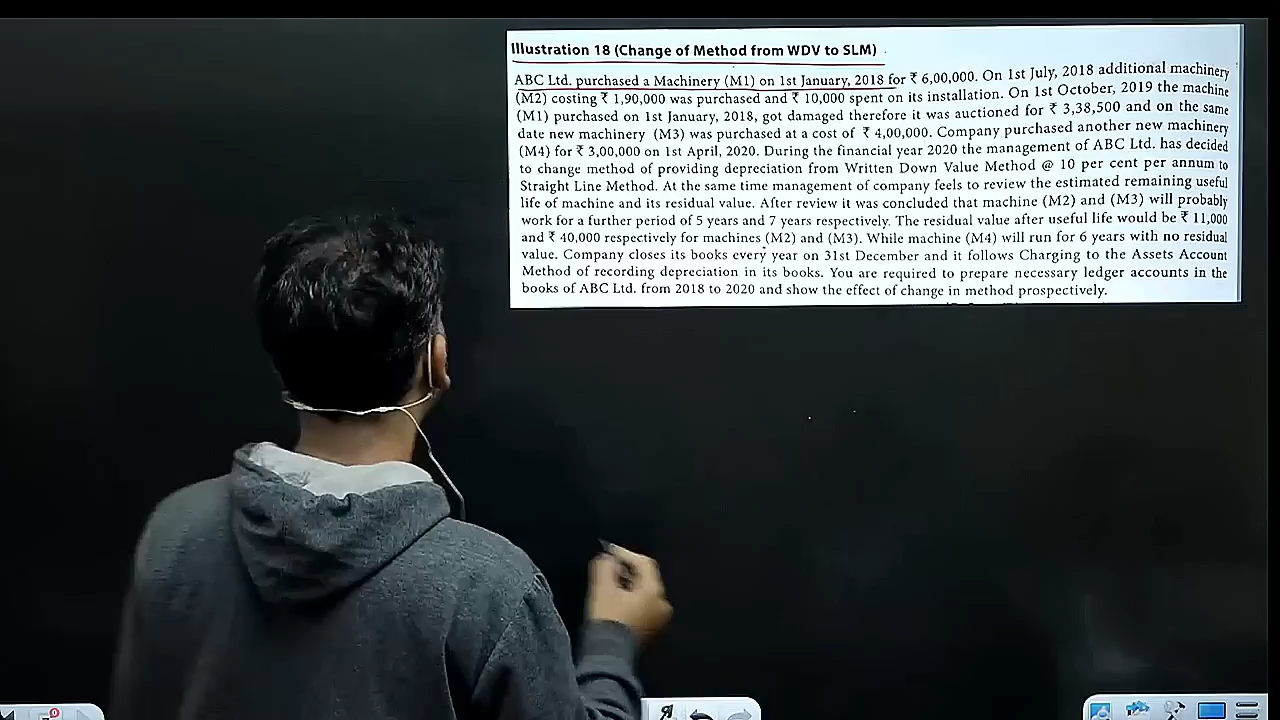 Illustration 18 (Change of Method from WDV to SLM)
ABC Ltd. purchased a Machinery (M1) on 1st January, 2018 for ₹ 6,00,000. On 1st July, 2018 additional machinery
(M2) costing ₹ 1,90,000 was purchased and ₹ 10,000 spent on its installation. On 1st October, 2019 the machine
(M1) purchased on 1st January, 2018, got damaged therefore it was auctioned for ₹ 3,38,500 and on the same
date new machinery (M3) was purchased at a cost of ₹ 4,00,000. Company purchased another new machinery
(M4) for ₹ 3,00,000 on 1st April, 2020. During the financial year 2020 the management of ABC Ltd. has decided
to change method of providing depreciation from Written Down Value Method @ 10 per cent per annum to
Straight Line Method. At the same time management of company feels to review the estimated remaining useful
life of machine and its residual value. After review it was concluded that machine (M2) and (M3) will probably
work for a further period of 5 years and 7 years respectively. The residual value after useful life would be ₹ 11,000
and ₹ 40,000 respectively for machines (M2) and (M3). While machine (M4) will run for 6 years with no residual
value. Company closes its books every year on 31st December and it follows Charging to the Assets Account
Method of recording depreciation in its books. You are required to prepare necessary ledger accounts in the
books of ABC Ltd. from 2018 to 2020 and show the effect of change in method prospectively.